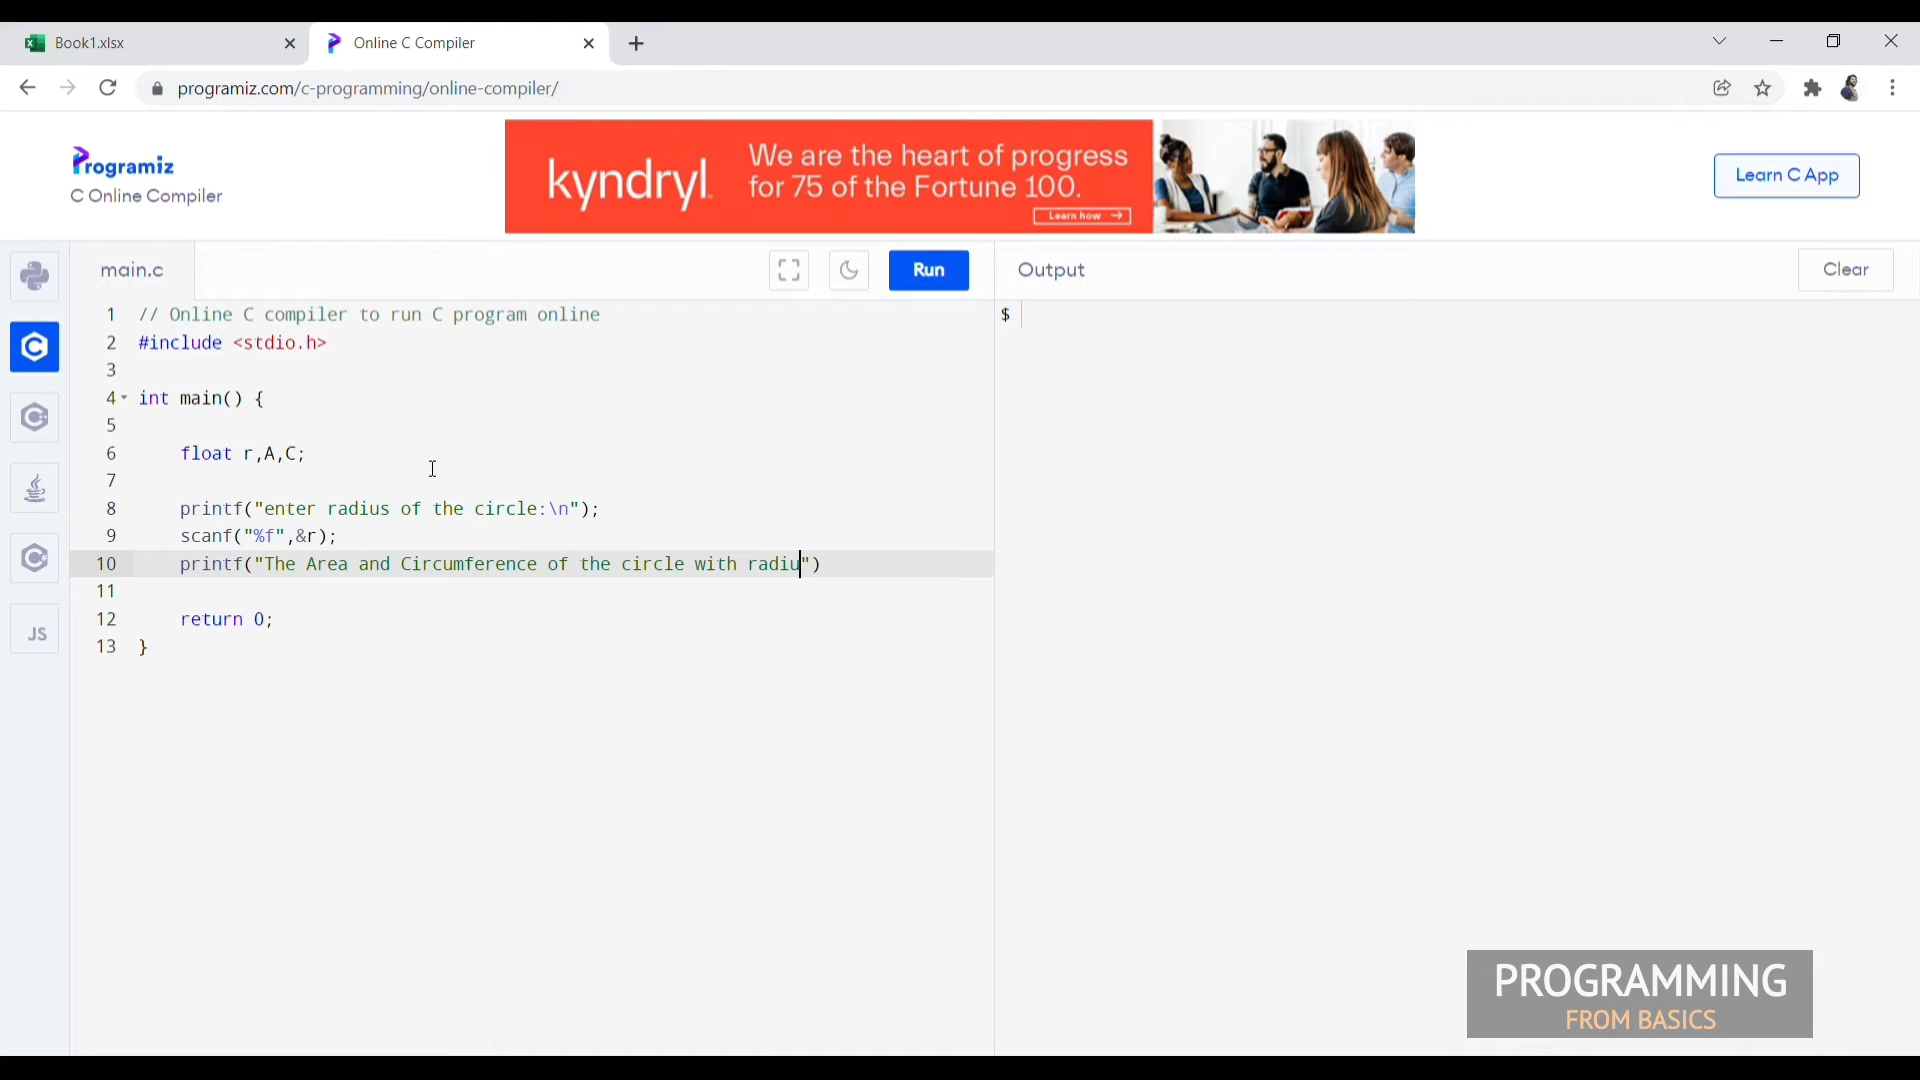 Book1.xlsx
Online C Compiler
programiz.com/c-programming/online-compiler/
Programiz
C Online Compiler
kyndryl
We are the heart of progress
for 75 of the Fortune 100.
Learn how →
Learn C App
main.c
Run
Output
Clear
1 // Online C compiler to run C program online
2 #include <stdio.h>
3
4 int main() {
5
6 float r,A,C;
7
8 printf("enter radius of the circle:\n");
9 scanf("%f",&r);
10 printf("The Area and Circumference of the circle with radiu")
11
12 return 0;
13 }
$
JS
PROGRAMMING
FROM BASICS